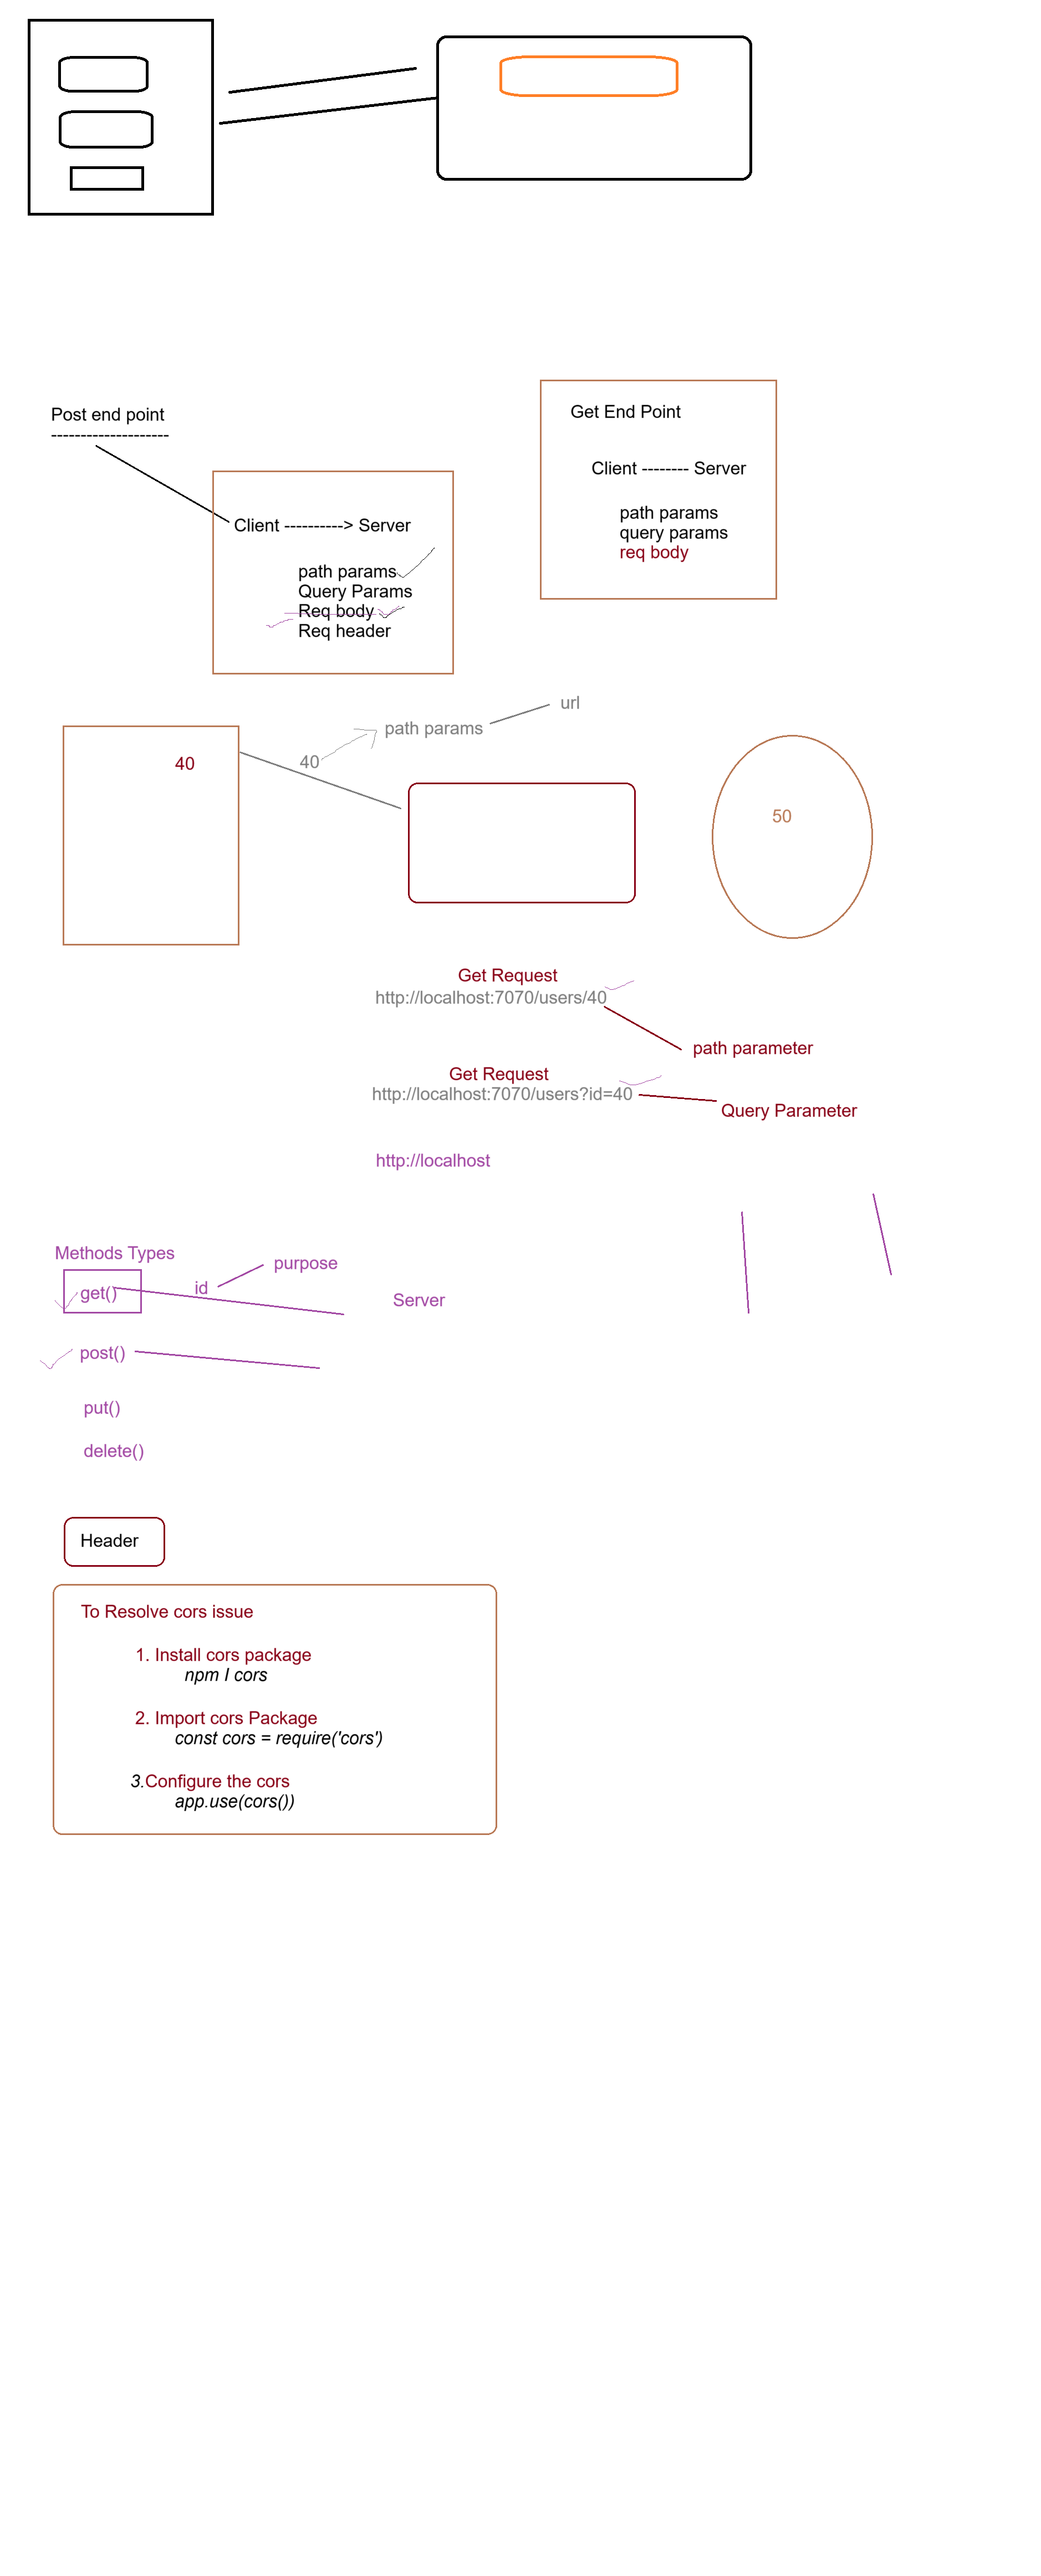 Post end point
--------------------
Client ----------> Server
path params
Query Params
Req body
Req header
Get End Point
Client -------- Server
path params
query params
req body
url
path params
40
40
50
Get Request
http://localhost:7070/users/40
path parameter
Get Request
http://localhost:7070/users?id=40
Query Parameter
http://localhost
Methods Types
purpose
get()
id
Server
post()
put()
delete()
Header
To Resolve cors issue
1. Install cors package
npm I cors
2. Import cors Package
const cors = require('cors')
3.Configure the cors
app.use(cors())